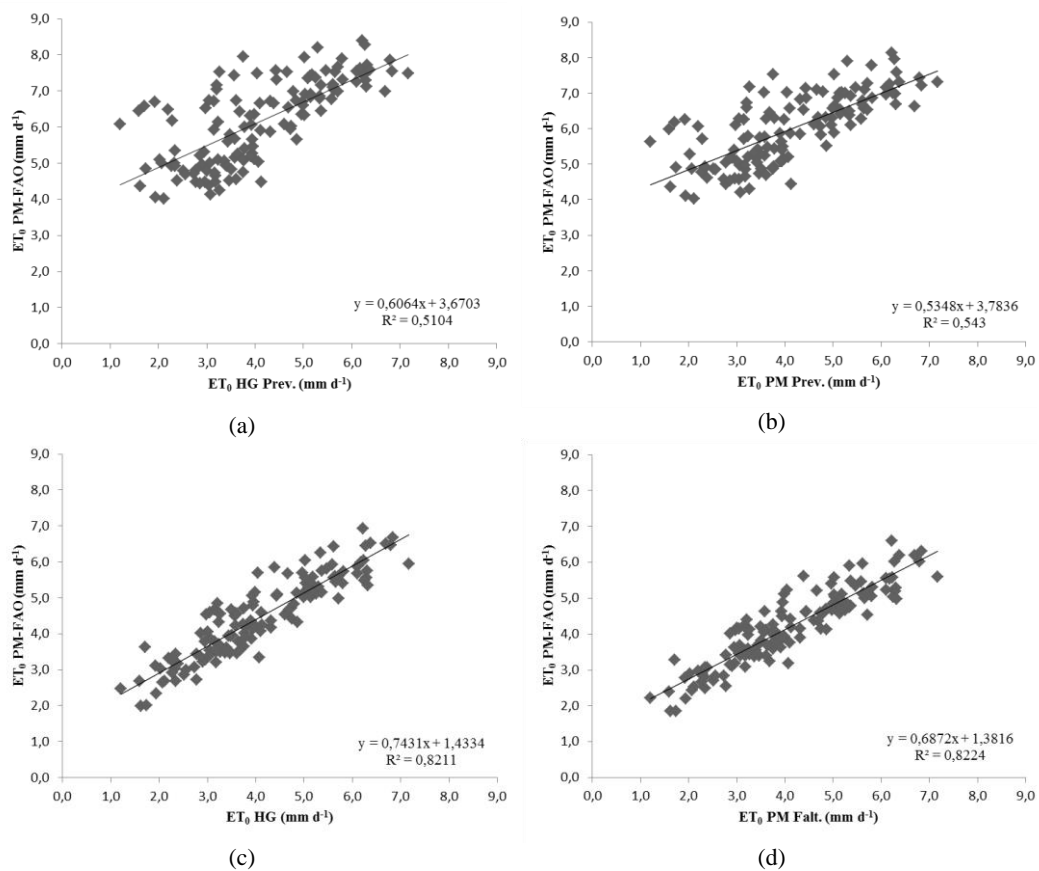 9,0
8,0
7,0
6,0
5,0
4,0
3,0
2,0
1,0
0,0
ET₀ PM-FAO (mm d⁻¹)
y = 0,6064x + 3,6703
R² = 0,5104
0,0 1,0 2,0 3,0 4,0 5,0 6,0 7,0 8,0 9,0
ET₀ HG Prev. (mm d⁻¹)
(a)
9,0
8,0
7,0
6,0
5,0
4,0
3,0
2,0
1,0
0,0
ET₀ PM-FAO (mm d⁻¹)
y = 0,5348x + 3,7836
R² = 0,543
0,0 1,0 2,0 3,0 4,0 5,0 6,0 7,0 8,0 9,0
ET₀ PM Prev. (mm d⁻¹)
(b)
9,0
8,0
7,0
6,0
5,0
4,0
3,0
2,0
1,0
0,0
ET₀ PM-FAO (mm d⁻¹)
y = 0,7431x + 1,4334
R² = 0,8211
0,0 1,0 2,0 3,0 4,0 5,0 6,0 7,0 8,0 9,0
ET₀ HG (mm d⁻¹)
(c)
9,0
8,0
7,0
6,0
5,0
4,0
3,0
2,0
1,0
0,0
ET₀ PM-FAO (mm d⁻¹)
y = 0,6872x + 1,3816
R² = 0,8224
0,0 1,0 2,0 3,0 4,0 5,0 6,0 7,0 8,0 9,0
ET₀ PM Falt. (mm d⁻¹)
(d)